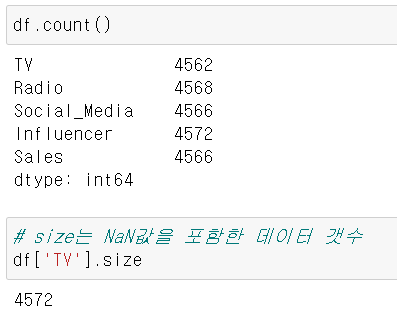 df.count()
TV 4562
Radio 4568
Social_Media 4566
Influencer 4572
Sales 4566
dtype: int64
# size는 NaN값을 포함한 데이터 갯수
df['TV'].size
4572